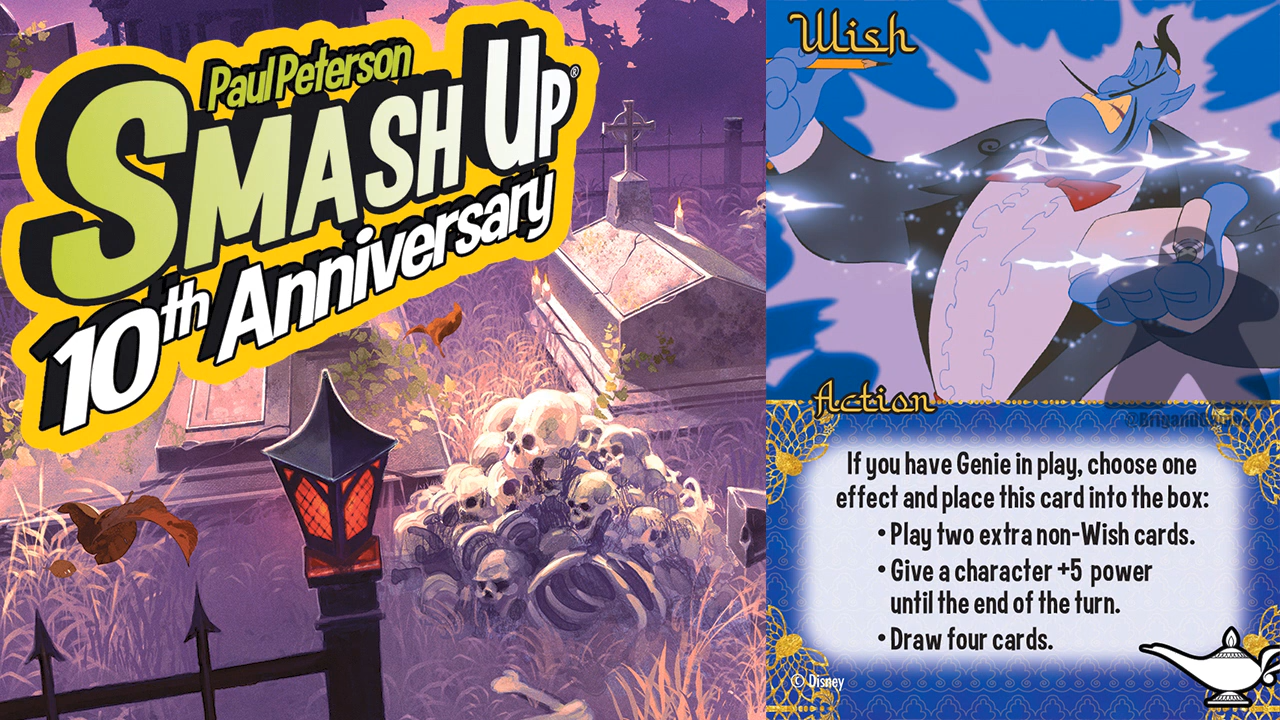 Paul Peterson
SMASH UP®
10th Anniversary
Wish
Action
If you have Genie in play, choose one
effect and place this card into the box:
• Play two extra non-Wish cards.
• Give a character +5 power
until the end of the turn.
• Draw four cards.
© Disney